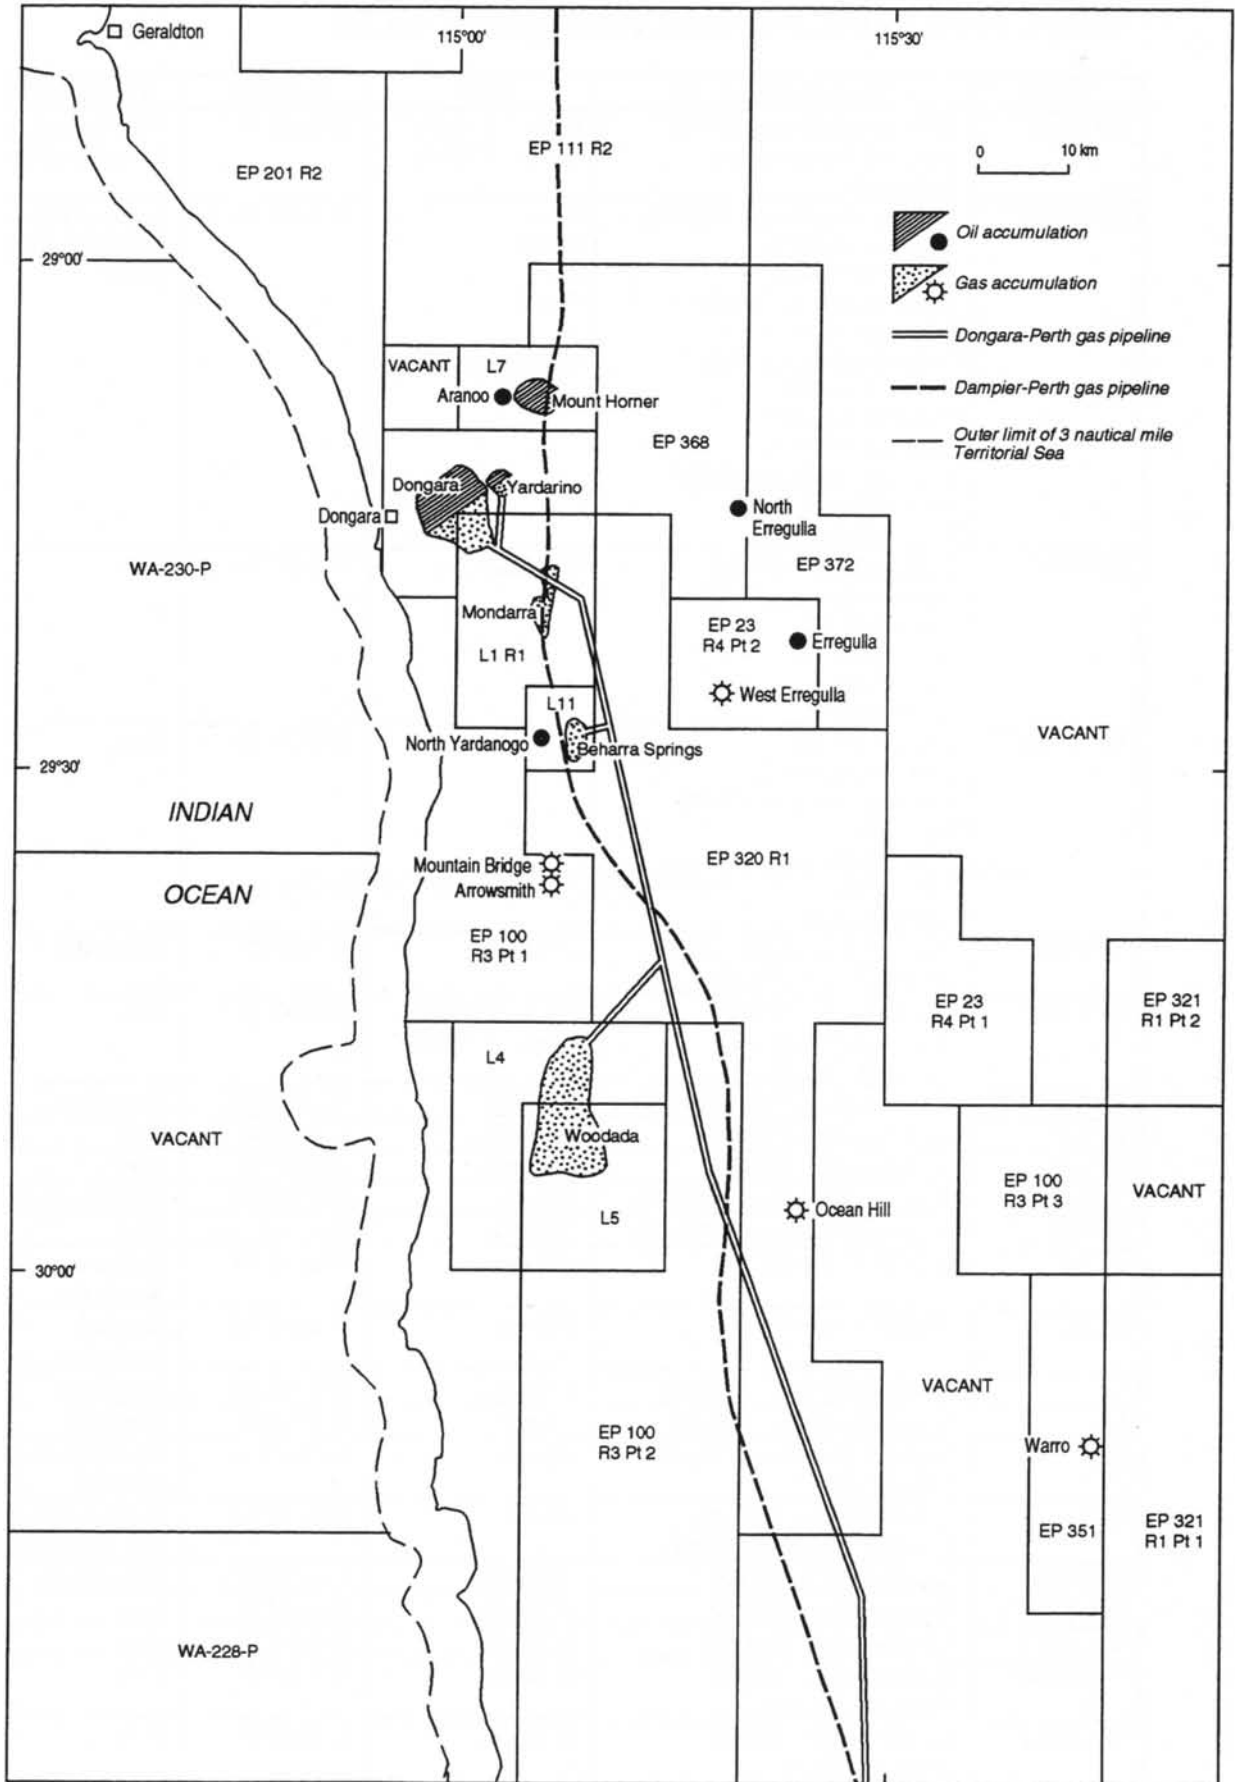 Geraldton
115°00'
115°30'
EP 111 R2
0 10 km
EP 201 R2
Oil accumulation
29°00'
Gas accumulation
Dongara-Perth gas pipeline
VACANT
L7
Aranoo
Mount Horner
Dampier-Perth gas pipeline
EP 368
Outer limit of 3 nautical mile
Territorial Sea
Dongara
Yardarino
Dongara
North
Erregulla
WA-230-P
EP 372
Mondarra
EP 23
R4 Pt 2
Erregulla
L1 R1
West Erregulla
L11
VACANT
North Yardanogo
Beharra Springs
29°30'
INDIAN
OCEAN
Mountain Bridge
Arrowsmith
EP 320 R1
EP 100
R3 Pt 1
EP 23
R4 Pt 1
EP 321
R1 Pt 2
L4
VACANT
Woodada
EP 100
R3 Pt 3
VACANT
L5
Ocean Hill
30°00'
VACANT
EP 100
R3 Pt 2
Warro
EP 351
EP 321
R1 Pt 1
WA-228-P